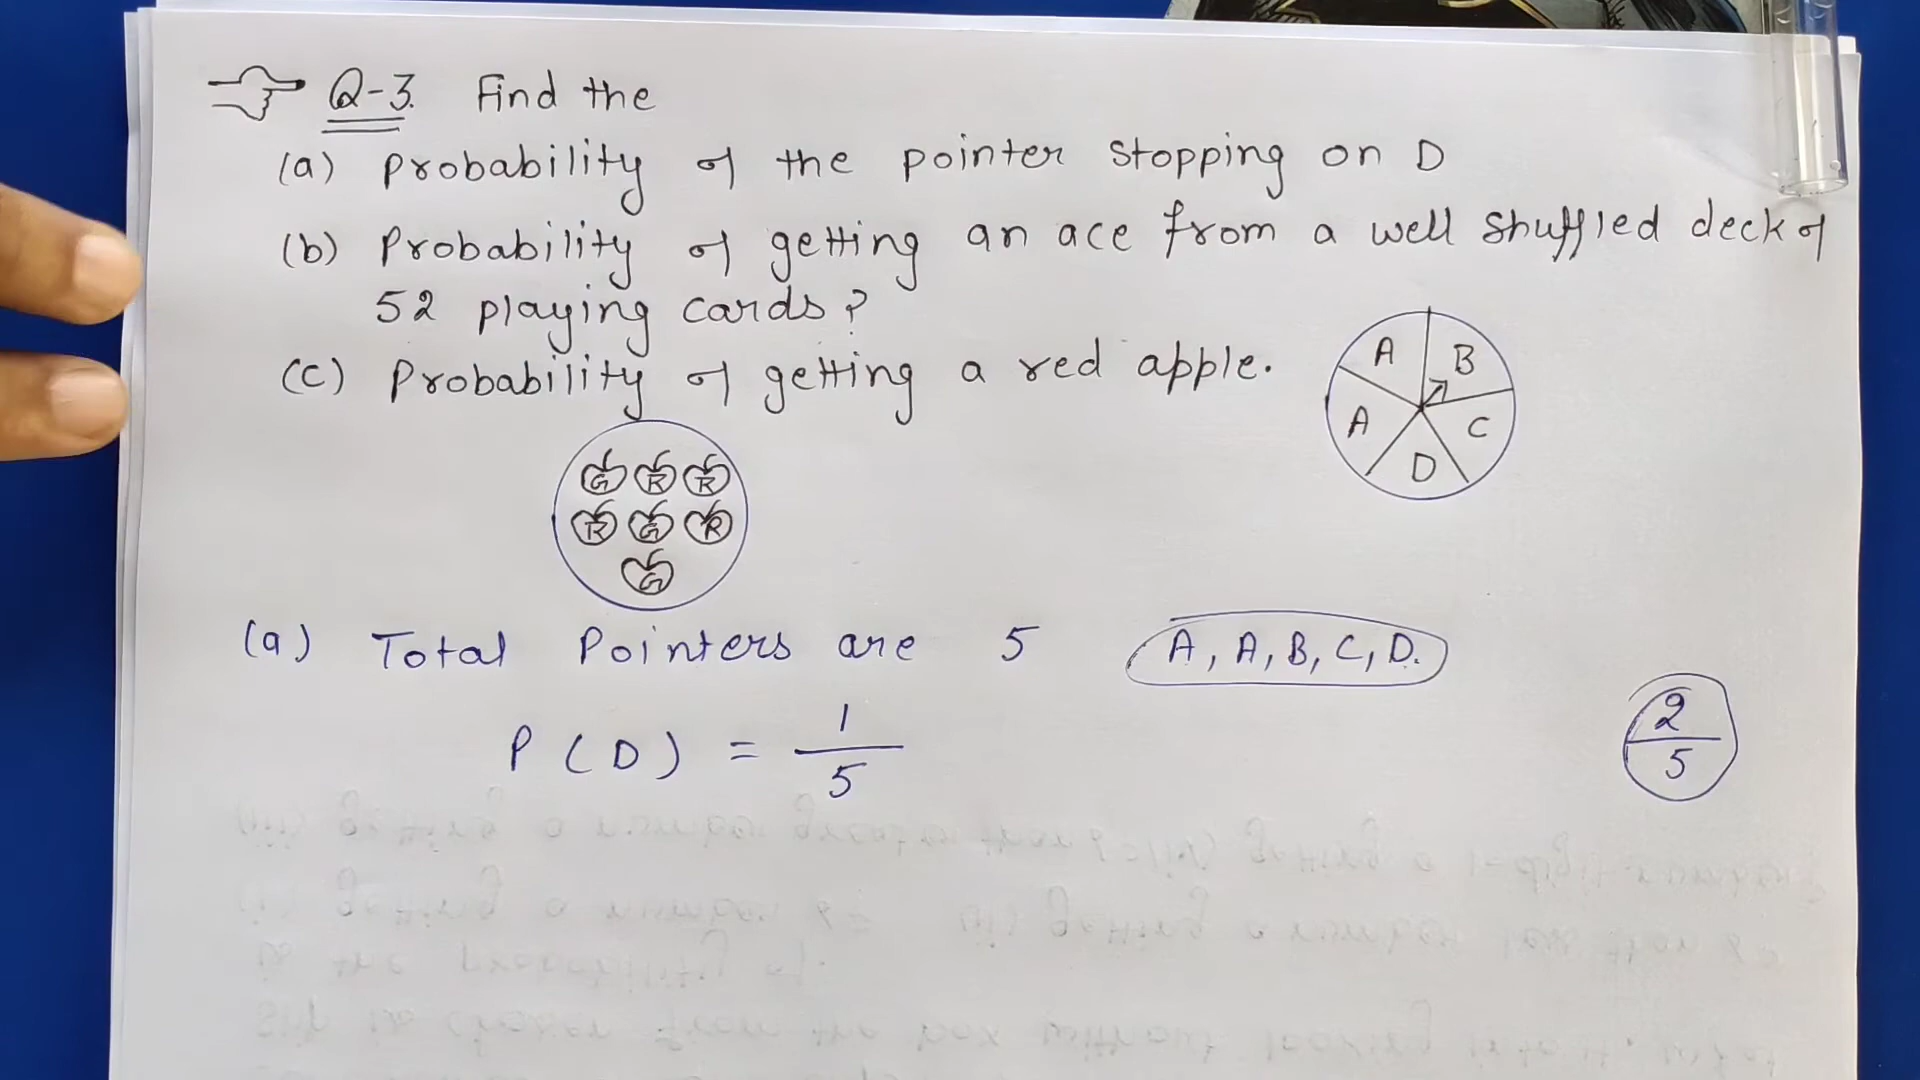 Q-3. Find the
(a) Probability of the pointer stopping on D
(b) Probability of getting an ace from a well shuffled deck of
52 playing cards?
(c) Probability of getting a red apple.
A B
A C
D
G R R
R G R
G
(a) Total Pointers are 5 A, A, B, C, D.
P(D) = 1/5
2/5